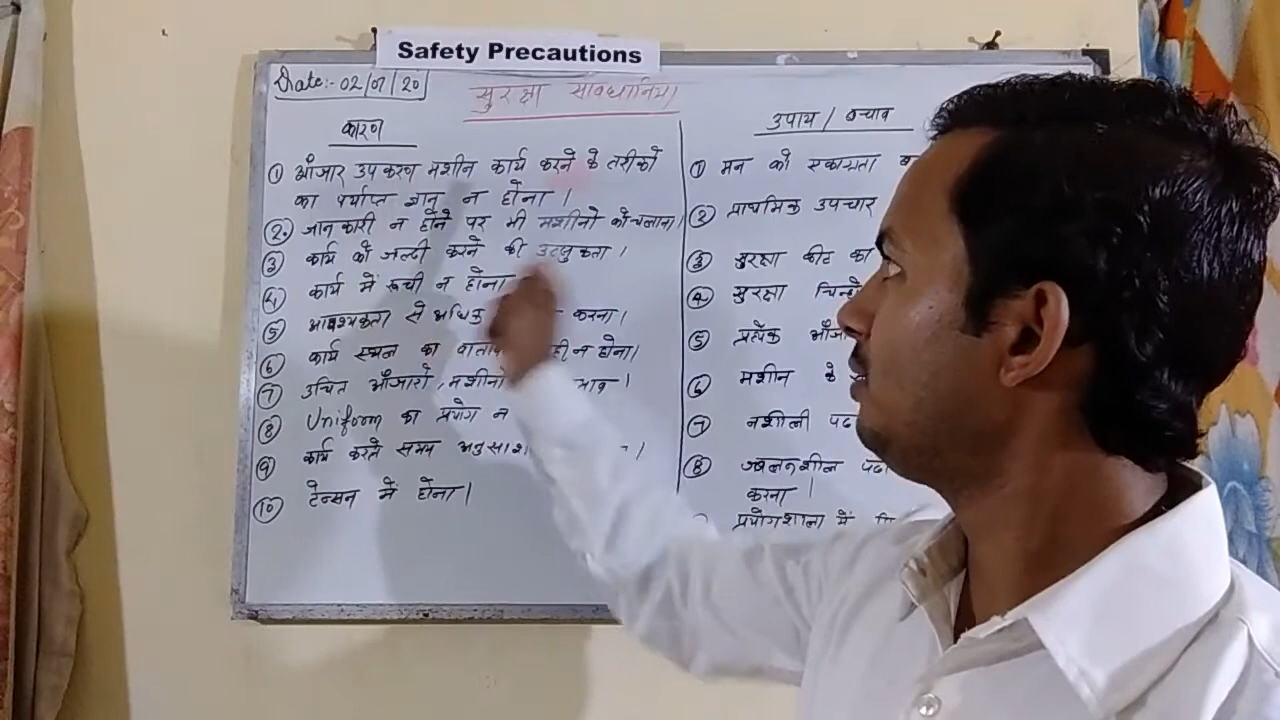 Safety Precautions
Date:- 02/07/20
सुरक्षा सावधानियां
कारण
① औजार उपकरण मशीन कार्य करने के तरीको
का पर्याप्त ज्ञान न होना।
②. जानकारी न होने पर भी मशीनो को चलाना।
③ कार्य को जल्दी करने की उत्सुकता।
④ कार्य में रूची न होना
⑤ आवश्यकता से अधिक करना।
⑥ कार्य स्थल का न होना।
⑦ उचित औजारो, मशीनो
⑧ Uniform का प्रयोग न
⑨ कार्य करते समय
⑩ टेन्सन में होना।
उपाय / बचाव
① मन को एकाग्रता
② प्राथमिक उपचार
③ सुरक्षा कीट का
④ सुरक्षा
⑤ प्रत्येक
⑥ मशीन के
⑦ नशीली
⑧ ज्वलनशील
करना।
प्रयोगशाला में